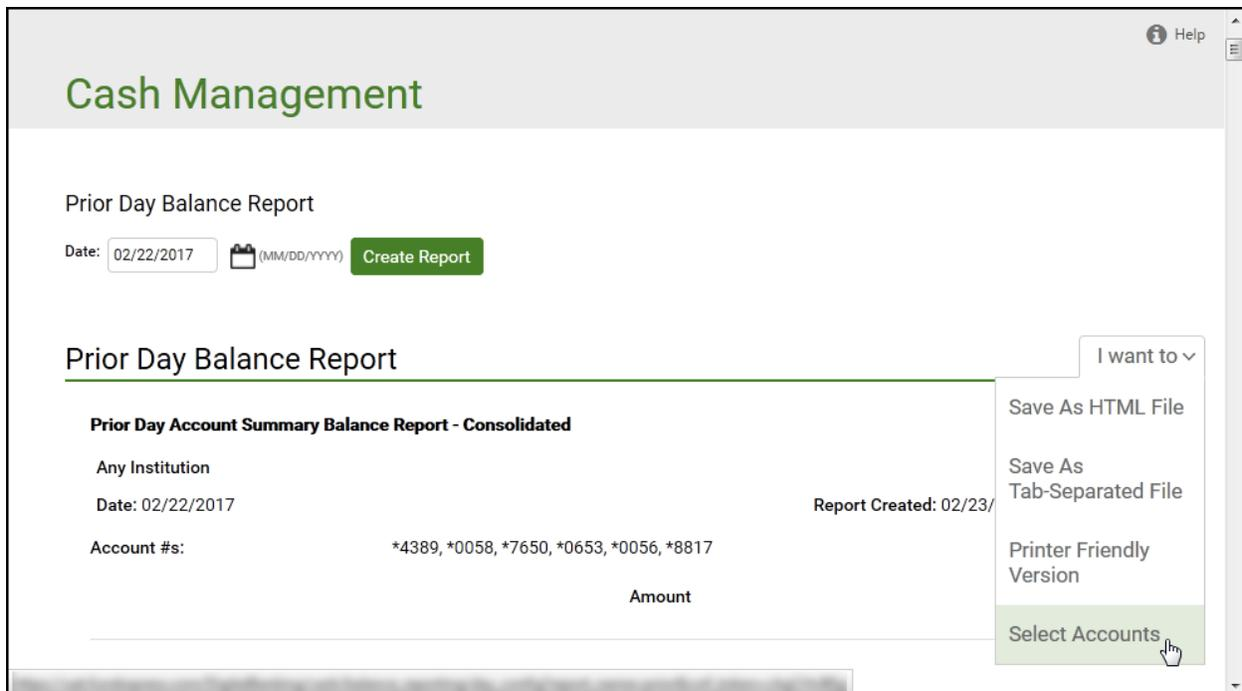 Help
Cash Management
Prior Day Balance Report
Date: 02/22/2017 (MM/DD/YYYY) Create Report
Prior Day Balance Report
I want to
Save As HTML File
Save As
Tab-Separated File
Printer Friendly
Version
Select Accounts
Prior Day Account Summary Balance Report - Consolidated
Any Institution
Date: 02/22/2017 Report Created: 02/23/
Account #s: *4389, *0058, *7650, *0653, *0056, *8817
Amount